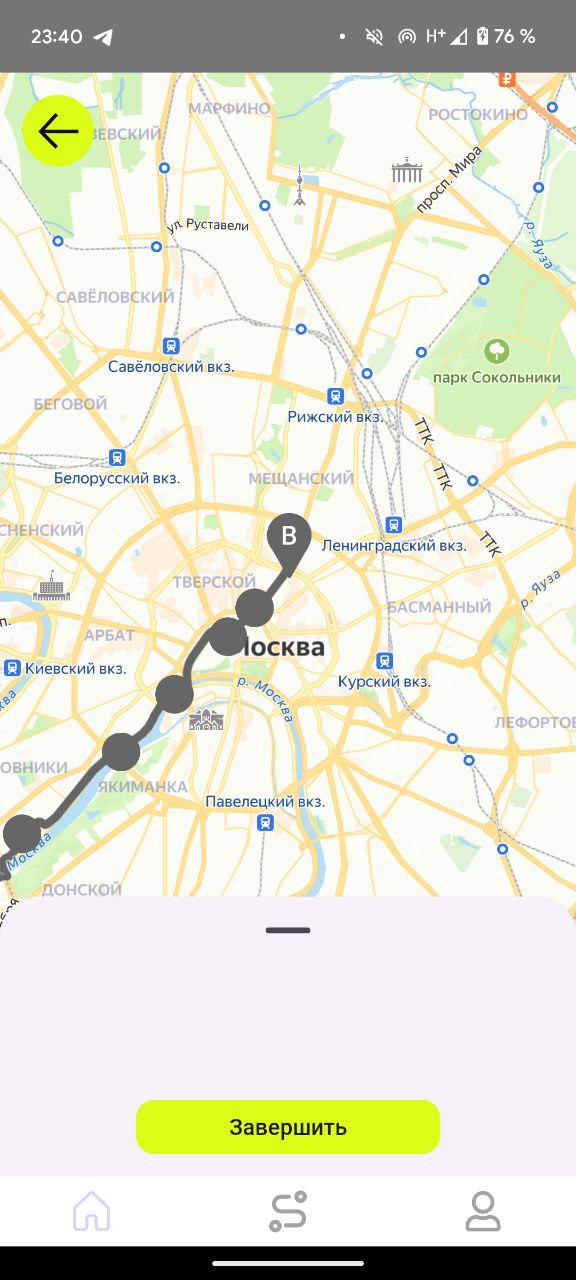 23:40
H+
76 %
МАРФИНО
РОСТОКИНО
ЗЕВСКИЙ
₽
просп. Мира
ул. Руставели
р. Яуза
САВЁЛОВСКИЙ
Савёловский вкз.
парк Сокольники
БЕГОВОЙ
Рижский вкз.
ТТК
ТТК
Белорусский вкз.
МЕЩАНСКИЙ
СНЕНСКИЙ
B
Ленинградский вкз.
ТТК
ТВЕРСКОЙ
р. Яуза
БАСМАННЫЙ
п.
АРБАТ
Москва
Киевский вкз.
Курский вкз.
р. Москва
ква
ЛЕФОРТОВ
ОВНИКИ
ЯКИМАНКА
Павелецкий вкз.
Москва
ДОНСКОЙ
Завершить